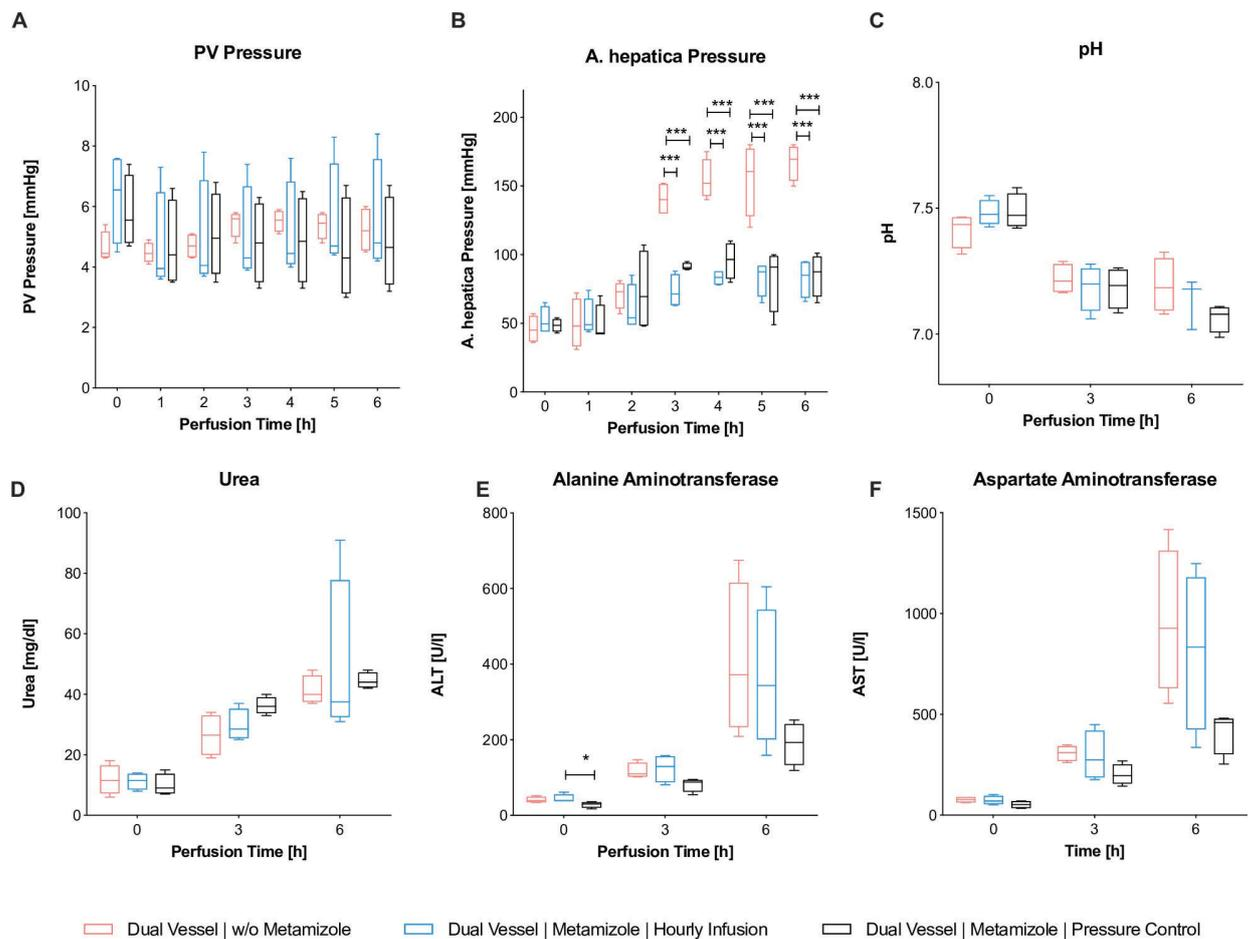 A
PV Pressure
PV Pressure [mmHg]
10
8
6
4
2
0
0 1 2 3 4 5 6
Perfusion Time [h]
B
A. hepatica Pressure
A. hepatica Pressure [mmHg]
200
150
100
50
0
*** *** *** ***
*** *** *** ***
0 1 2 3 4 5 6
Perfusion Time [h]
C
pH
pH
8.0
7.5
7.0
0 3 6
Perfusion Time [h]
D
Urea
Urea [mg/dl]
100
80
60
40
20
0
0 3 6
Perfusion Time [h]
E
Alanine Aminotransferase
ALT [U/l]
800
600
400
200
0
*
0 3 6
Perfusion Time [h]
F
Aspartate Aminotransferase
AST [U/l]
1500
1000
500
0
0 3 6
Time [h]
Dual Vessel | w/o Metamizole
Dual Vessel | Metamizole | Hourly Infusion
Dual Vessel | Metamizole | Pressure Control